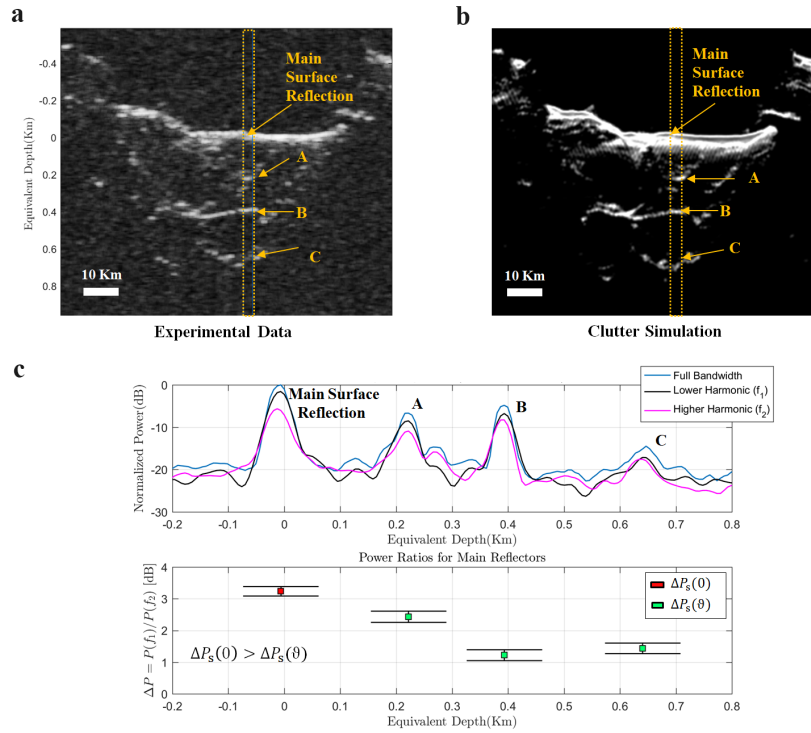 a
-0.4
-0.2
0
0.2
0.4
0.6
0.8
Equivalent Depth(Km)
Main
Surface
Reflection
A
B
C
10 Km
Experimental Data
b
Main
Surface
Reflection
A
B
C
10 Km
Clutter Simulation
c
0
-10
-20
-30
Normalized Power(dB)
Main Surface
Reflection
A
B
C
Full Bandwidth
Lower Harmonic (f₁)
Higher Harmonic (f₂)
-0.2 -0.1 0 0.1 0.2 0.3 0.4 0.5 0.6 0.7 0.8
Equivalent Depth(Km)
Power Ratios for Main Reflectors
4
3
2
1
0
ΔP = P(f₁)/P(f₂) [dB]
ΔPₛ(0)
ΔPₛ(ϑ)
ΔPₛ(0) > ΔPₛ(ϑ)
-0.2 -0.1 0 0.1 0.2 0.3 0.4 0.5 0.6 0.7 0.8
Equivalent Depth(Km)